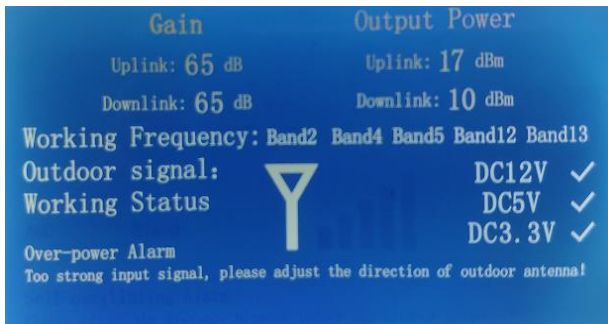 Gain Output Power
Uplink: 65 dB Uplink: 17 dBm
Downlink: 65 dB Downlink: 10 dBm
Working Frequency: Band2 Band4 Band5 Band12 Band13
Outdoor signal: DC12V ✓
Working Status DC5V ✓
DC3.3V ✓
Over-power Alarm
Too strong input signal, please adjust the direction of outdoor antenna!